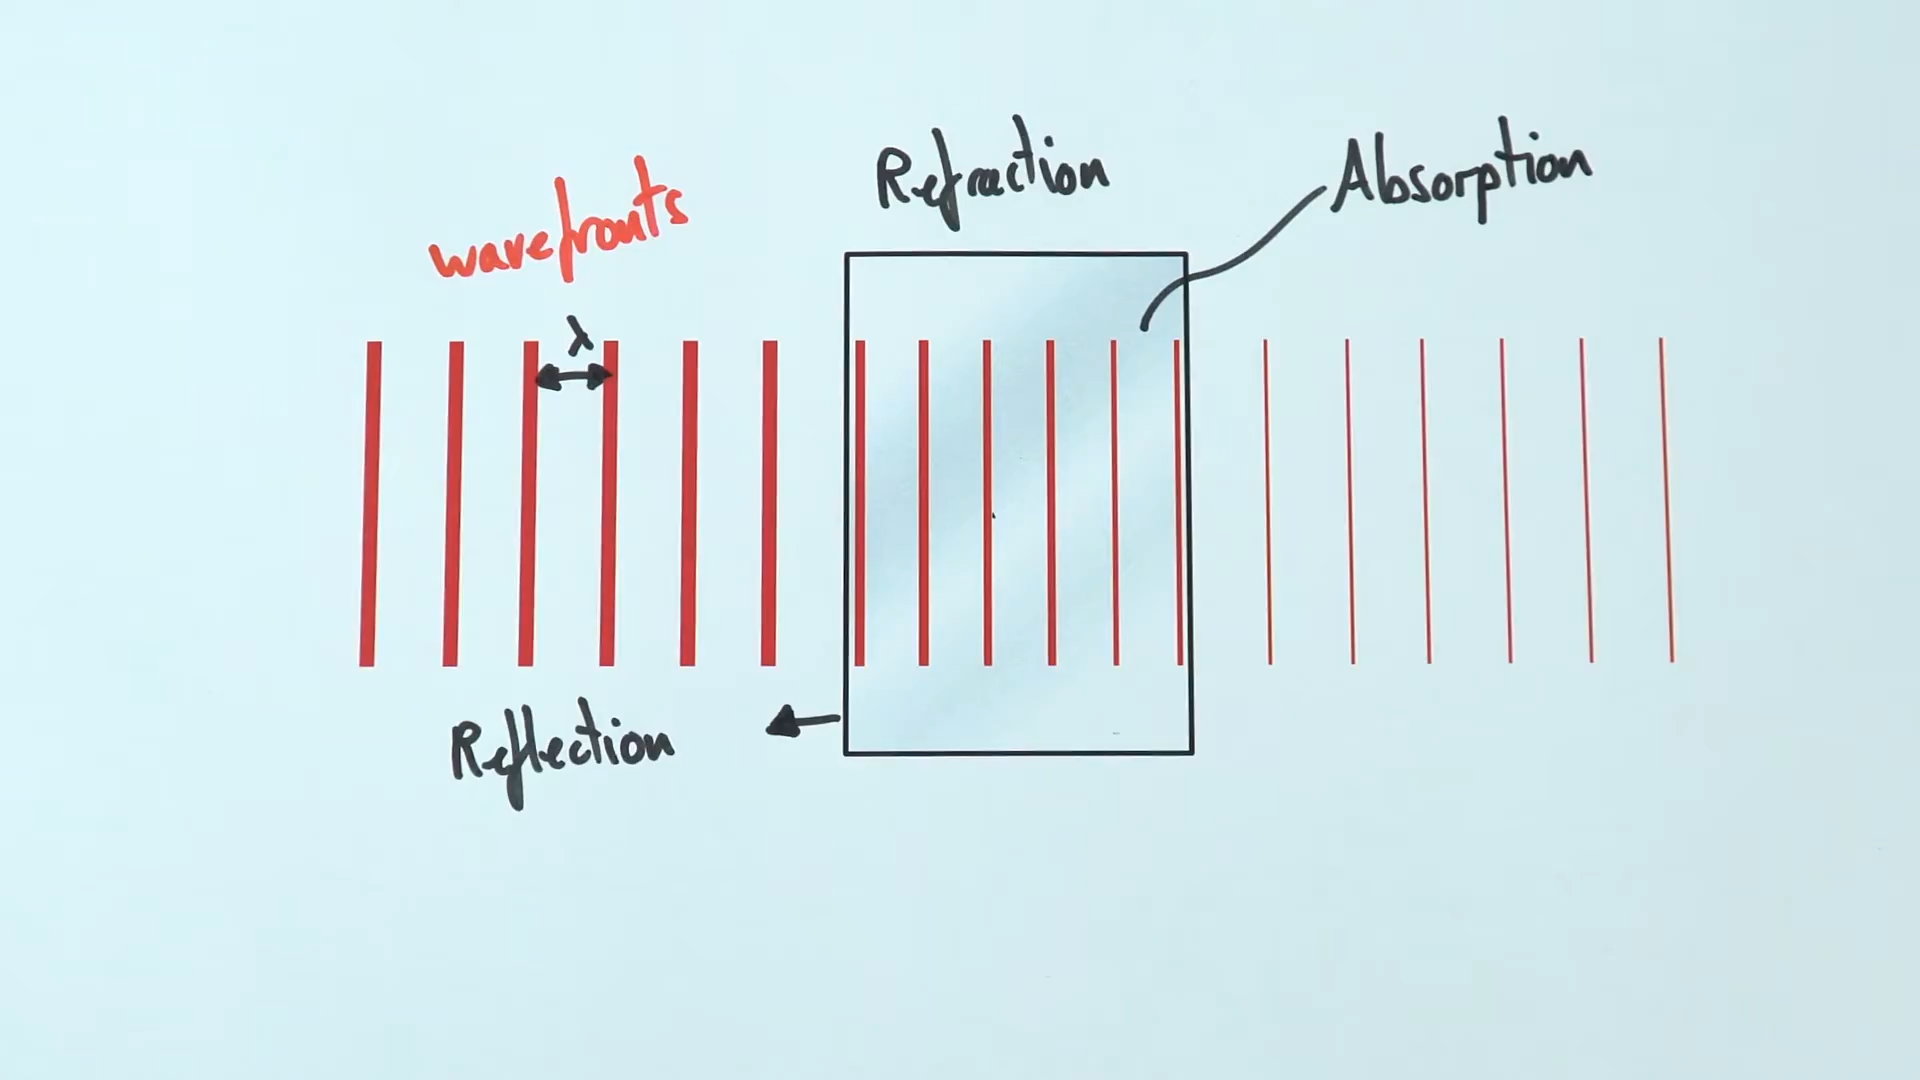 wavefronts
λ
Refraction
Absorption
Reflection